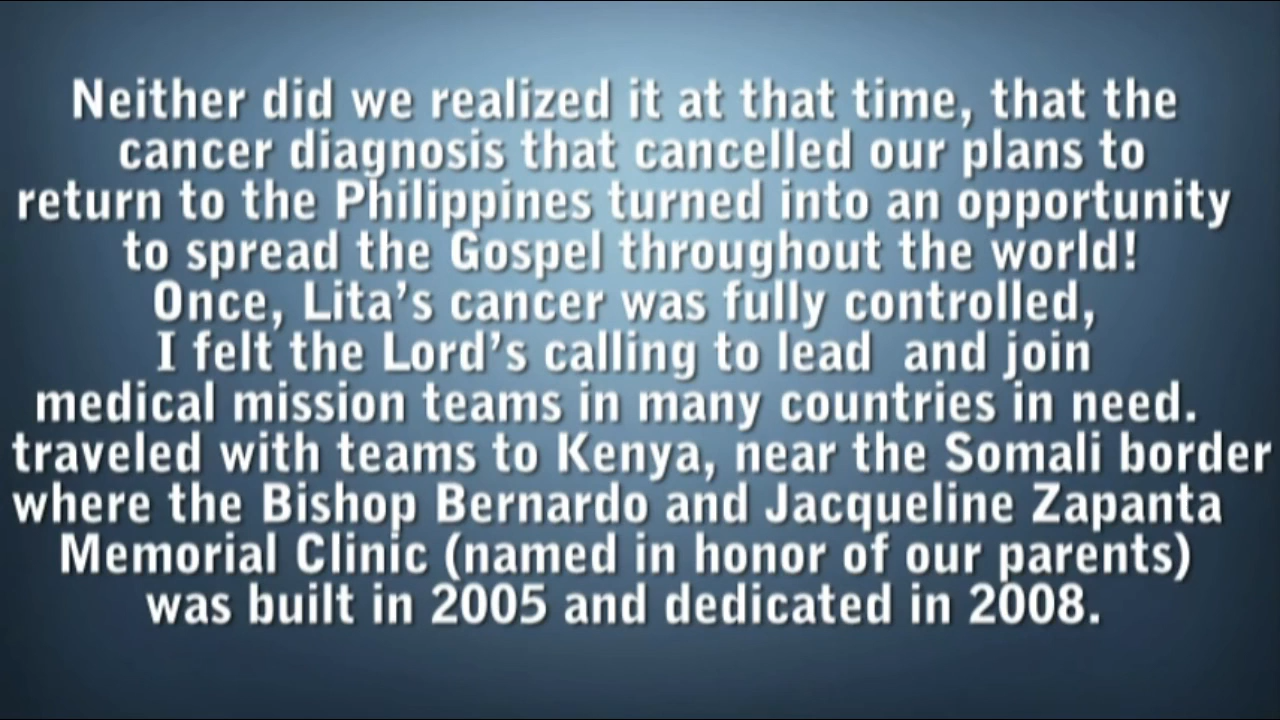 Neither did we realized it at that time, that the
cancer diagnosis that cancelled our plans to
return to the Philippines turned into an opportunity
to spread the Gospel throughout the world!
Once, Lita’s cancer was fully controlled,
I felt the Lord’s calling to lead  and join
medical mission teams in many countries in need.
traveled with teams to Kenya, near the Somali border
where the Bishop Bernardo and Jacqueline Zapanta
Memorial Clinic (named in honor of our parents)
was built in 2005 and dedicated in 2008.